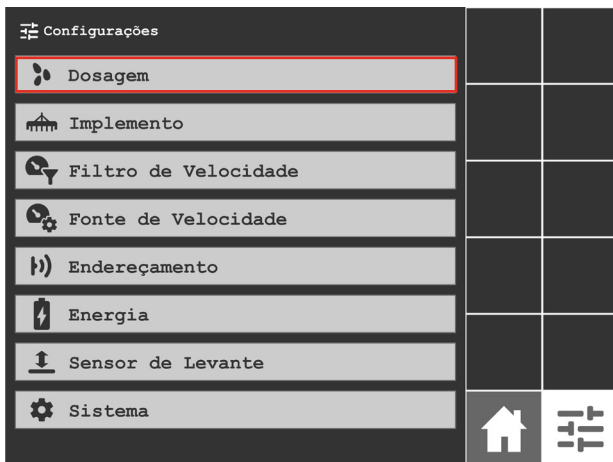 Configurações
Dosagem
Implemento
Filtro de Velocidade
Fonte de Velocidade
Endereçamento
Energia
Sensor de Levante
Sistema